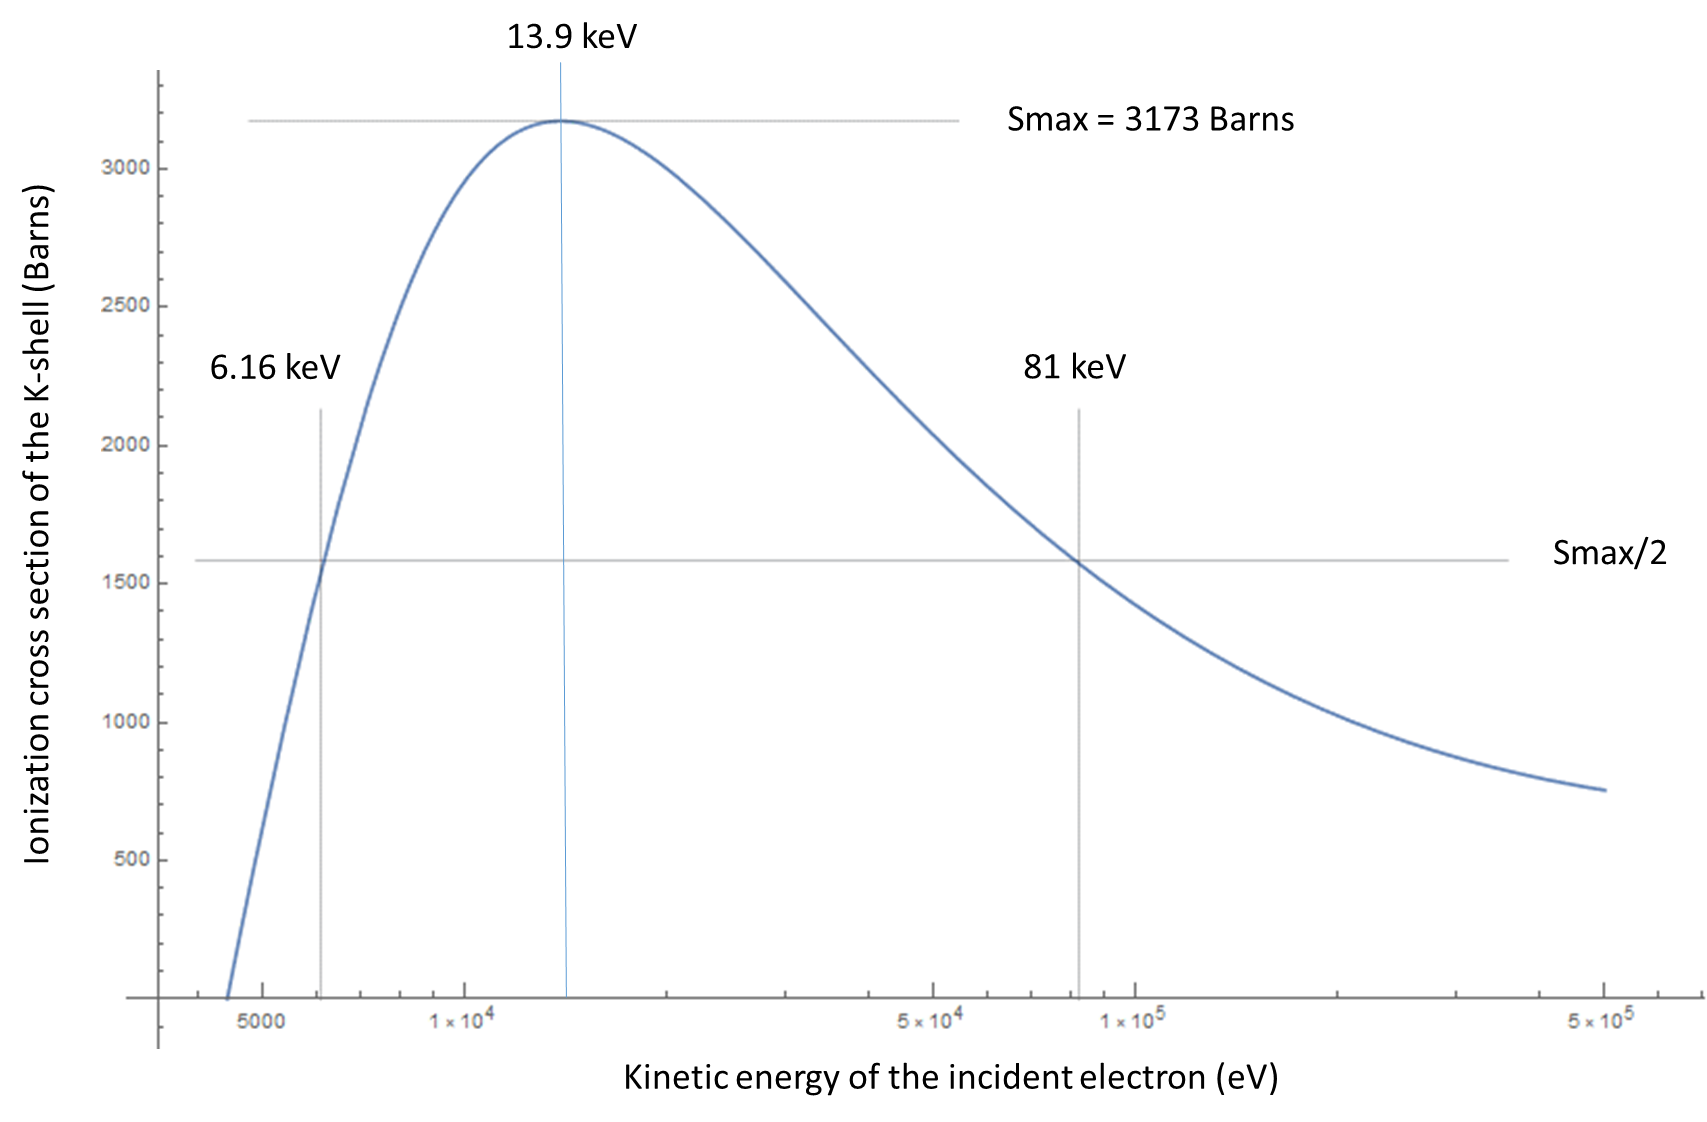 13.9 keV
Smax = 3173 Barns
3000
2500
6.16 keV
81 keV
2000
Smax/2
1500
1000
500
Ionization cross section of the K-shell (Barns)
5000
1 × 10⁴
5 × 10⁴
1 × 10⁵
5 × 10⁵
Kinetic energy of the incident electron (eV)